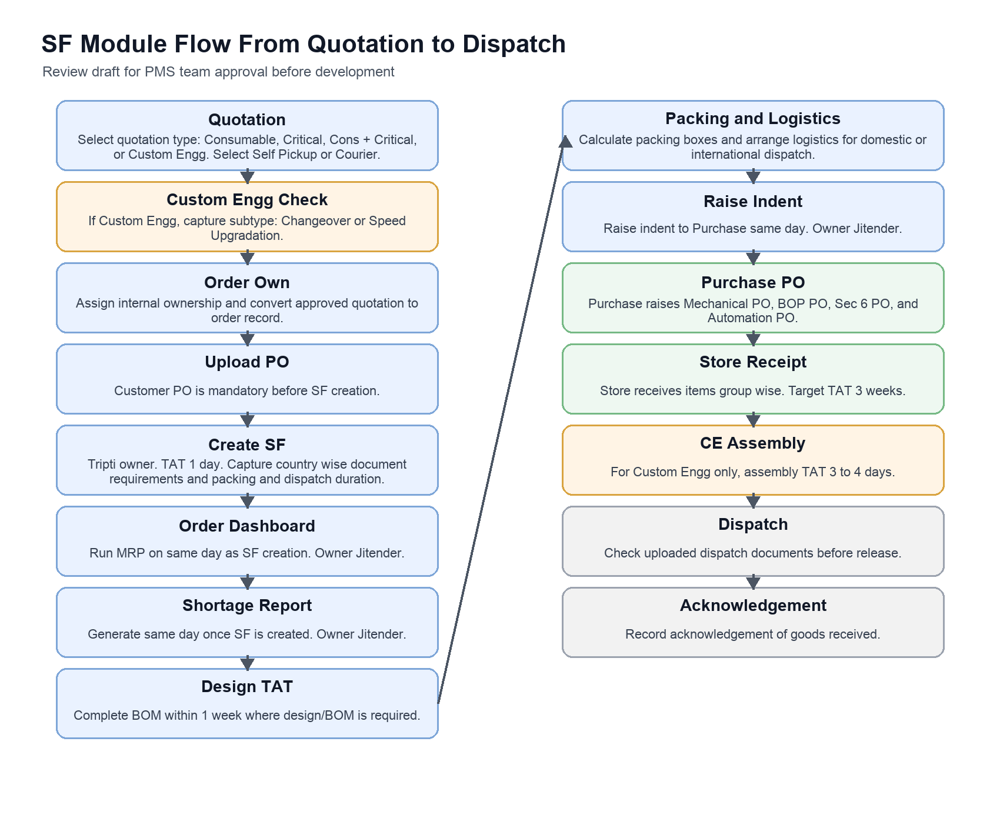 SF Module Flow From Quotation to Dispatch
Review draft for PMS team approval before development
Quotation
Select quotation type: Consumable, Critical, Cons + Critical,
or Custom Engg. Select Self Pickup or Courier.
Custom Engg Check
If Custom Engg, capture subtype: Changeover or Speed
Upgradation.
Order Own
Assign internal ownership and convert approved quotation to
order record.
Upload PO
Customer PO is mandatory before SF creation.
Create SF
Tripti owner. TAT 1 day. Capture country wise document
requirements and packing and dispatch duration.
Order Dashboard
Run MRP on same day as SF creation. Owner Jitender.
Shortage Report
Generate same day once SF is created. Owner Jitender.
Design TAT
Complete BOM within 1 week where design/BOM is required.
Packing and Logistics
Calculate packing boxes and arrange logistics for domestic or
international dispatch.
Raise Indent
Raise indent to Purchase same day. Owner Jitender.
Purchase PO
Purchase raises Mechanical PO, BOP PO, Sec 6 PO, and
Automation PO.
Store Receipt
Store receives items group wise. Target TAT 3 weeks.
CE Assembly
For Custom Engg only, assembly TAT 3 to 4 days.
Dispatch
Check uploaded dispatch documents before release.
Acknowledgement
Record acknowledgement of goods received.